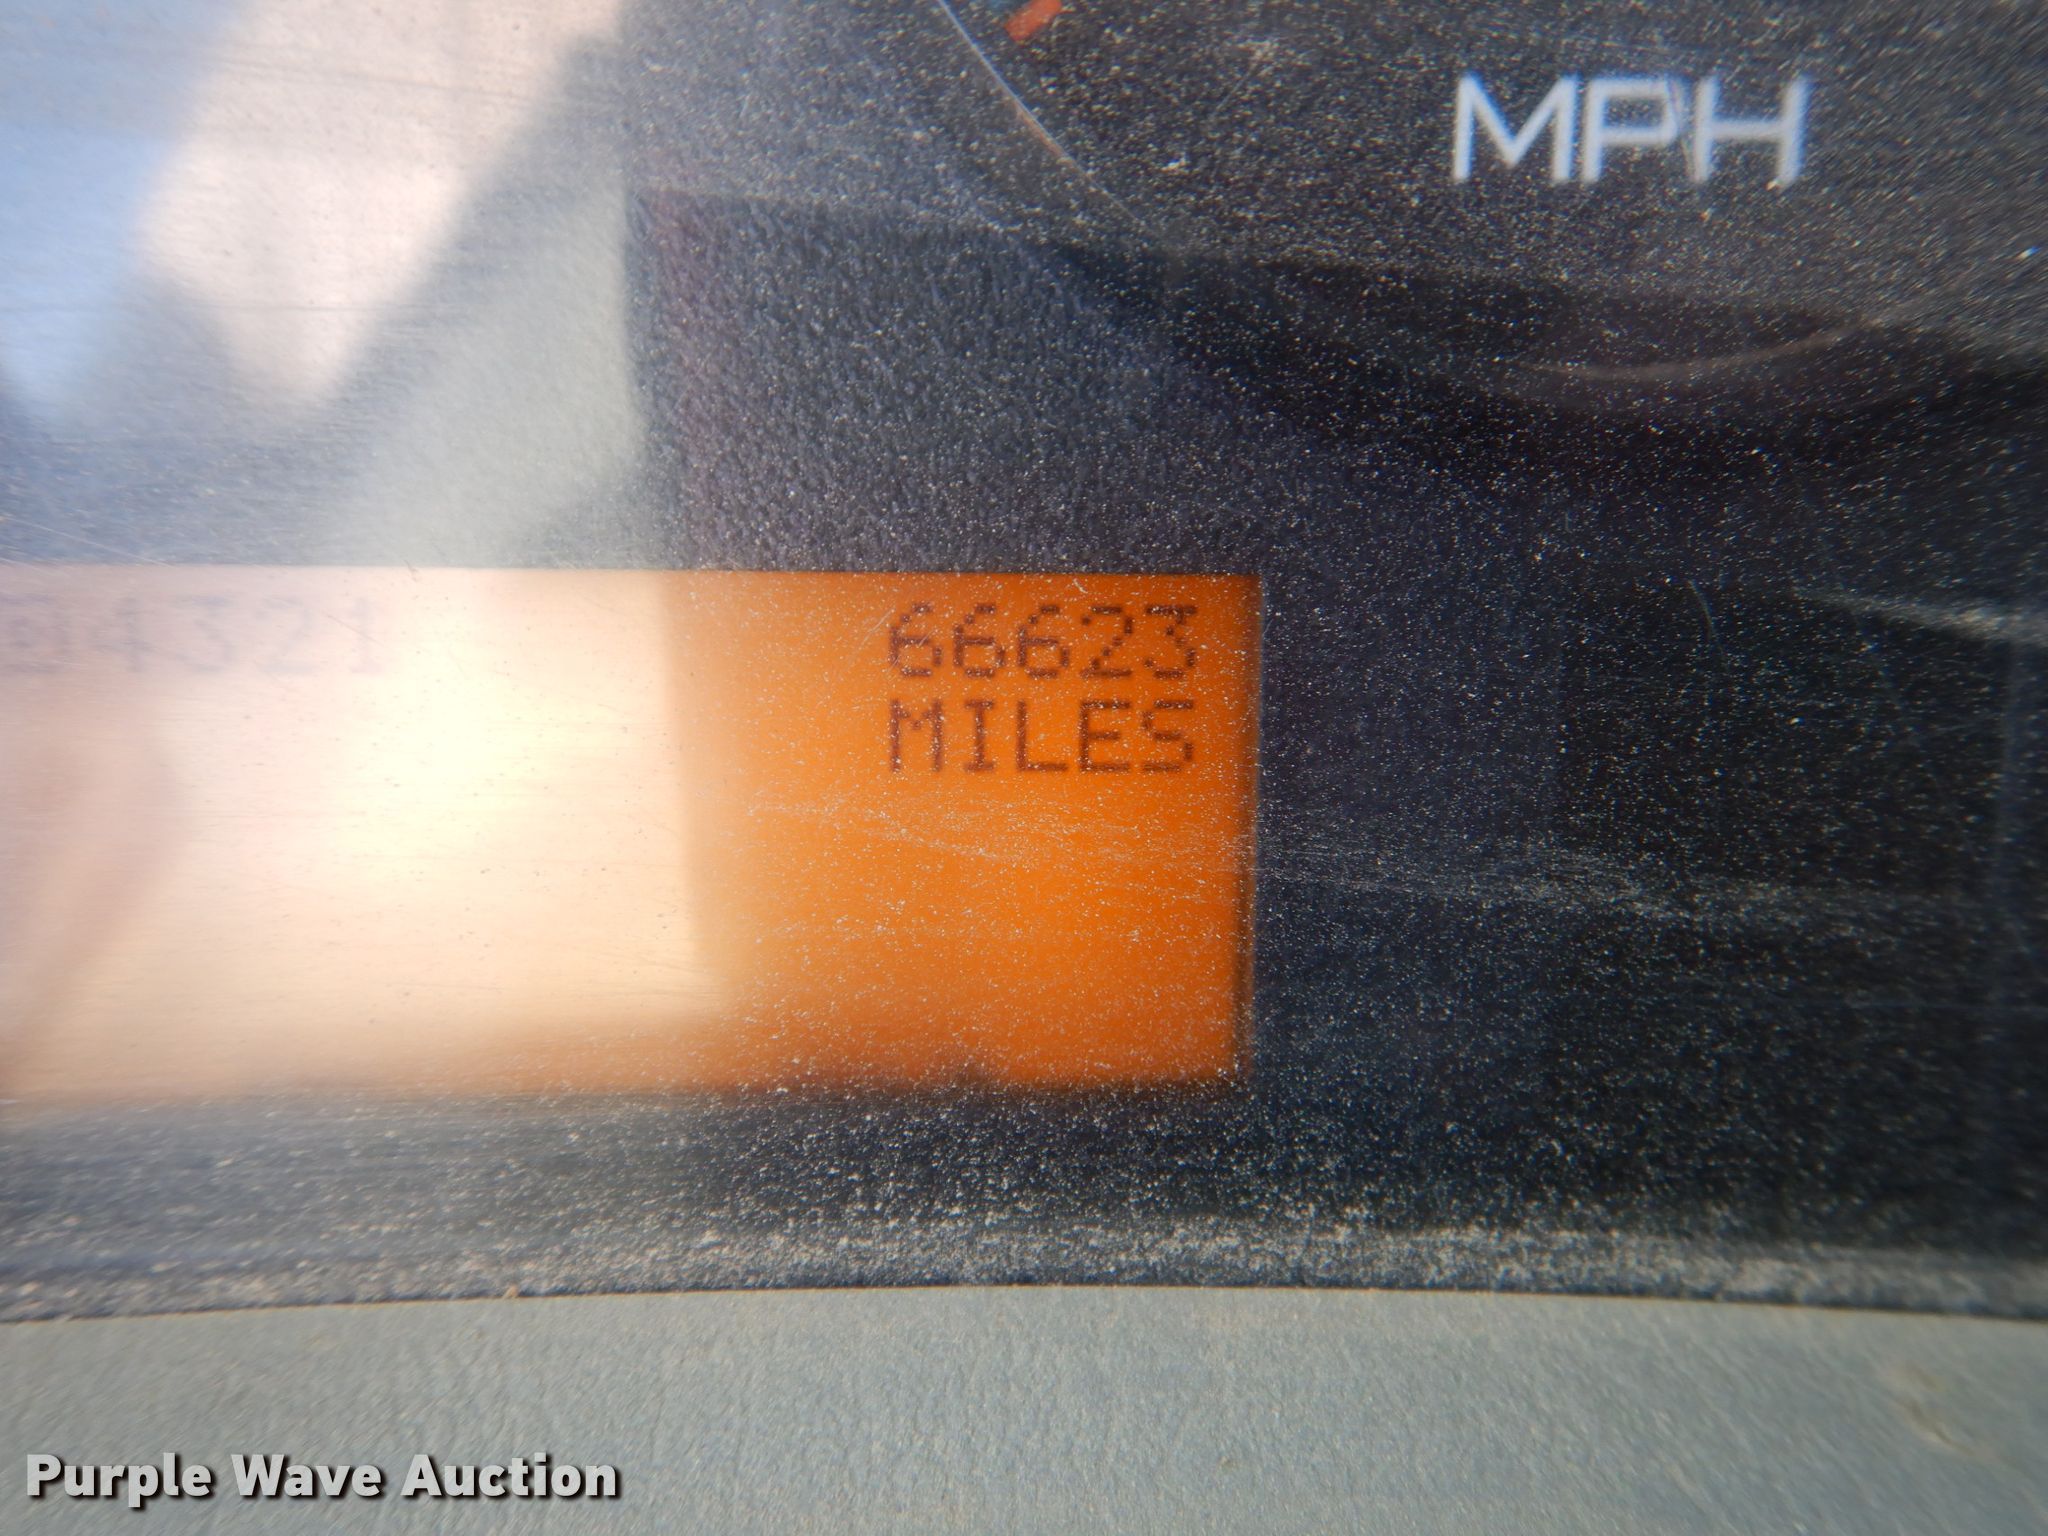 MPH
66623
MILES
Purple Wave Auction